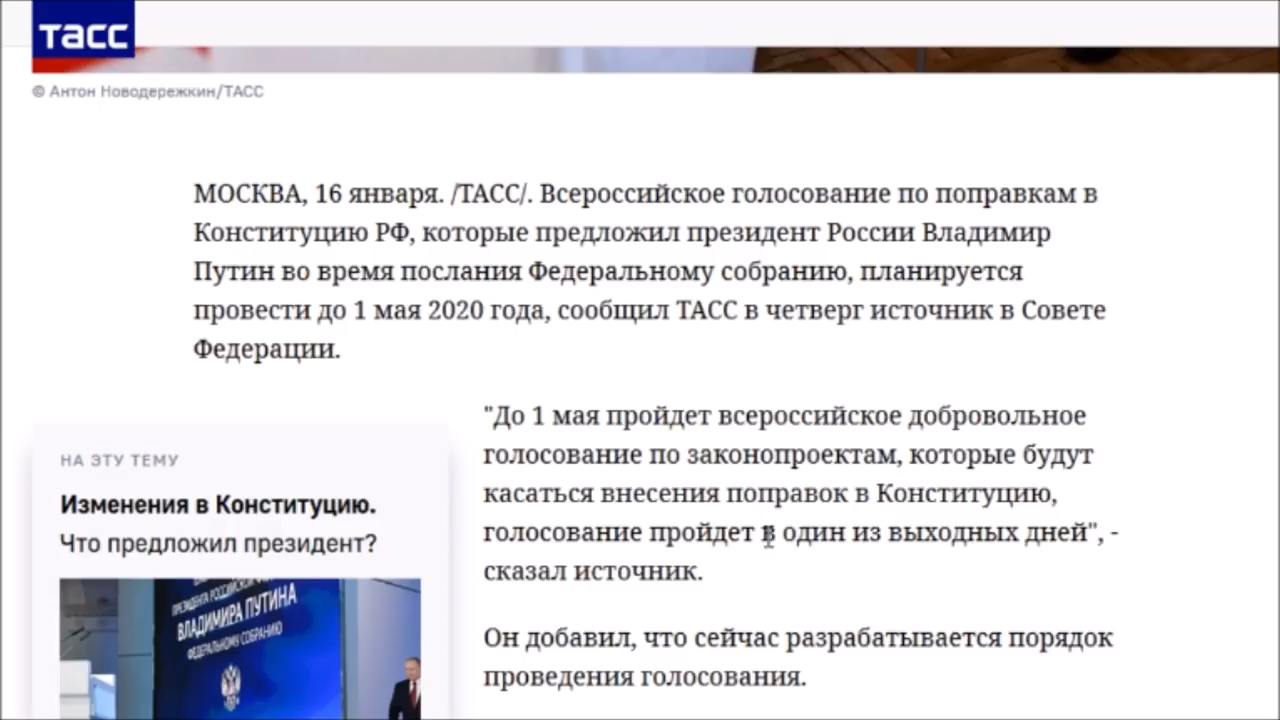 тасс
© Антон Новодережкин/ТАСС
МОСКВА, 16 января. /ТАСС/. Всероссийское голосование по поправкам в
Конституцию РФ, которые предложил президент России Владимир
Путин во время послания Федеральному собранию, планируется
провести до 1 мая 2020 года, сообщил ТАСС в четверг источник в Совете
Федерации.
"До 1 мая пройдет всероссийское добровольное
голосование по законопроектам, которые будут
касаться внесения поправок в Конституцию,
голосование пройдет в один из выходных дней", -
сказал источник.
Он добавил, что сейчас разрабатывается порядок
проведения голосования.
НА ЭТУ ТЕМУ
Изменения в Конституцию.
Что предложил президент?
ПРЕЗИДЕНТА РОССИЙСКОЙ
ВЛАДИМИРА ПУТИНА
ФЕДЕРАЛЬНОМУ СОБРАНИЮ